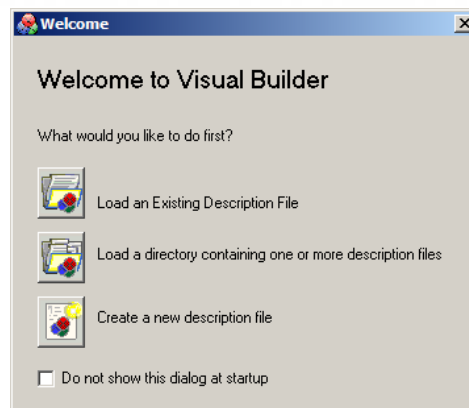 Welcome
Welcome to Visual Builder
What would you like to do first?
Load an Existing Description File
Load a directory containing one or more description files
Create a new description file
Do not show this dialog at startup